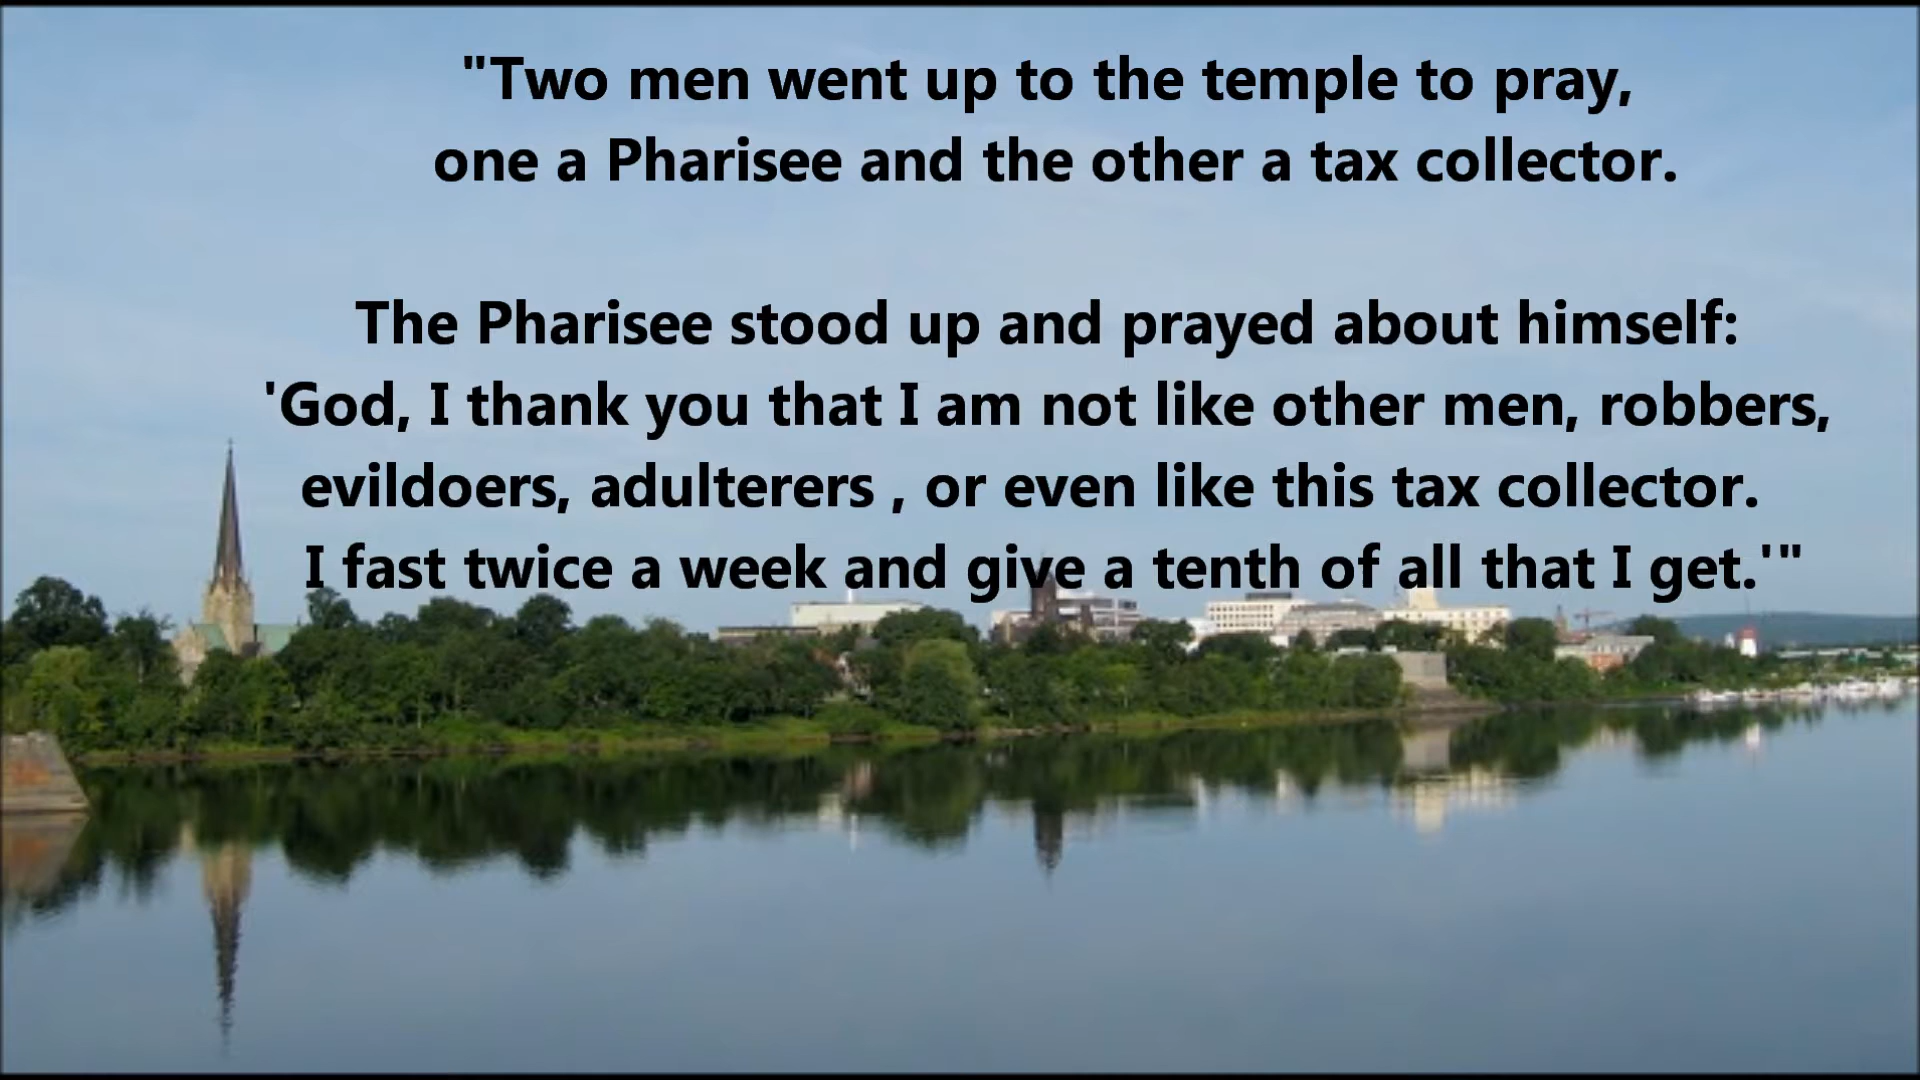 "Two men went up to the temple to pray,
one a Pharisee and the other a tax collector.
The Pharisee stood up and prayed about himself:
'God, I thank you that I am not like other men, robbers,
evildoers, adulterers , or even like this tax collector.
I fast twice a week and give a tenth of all that I get.'"